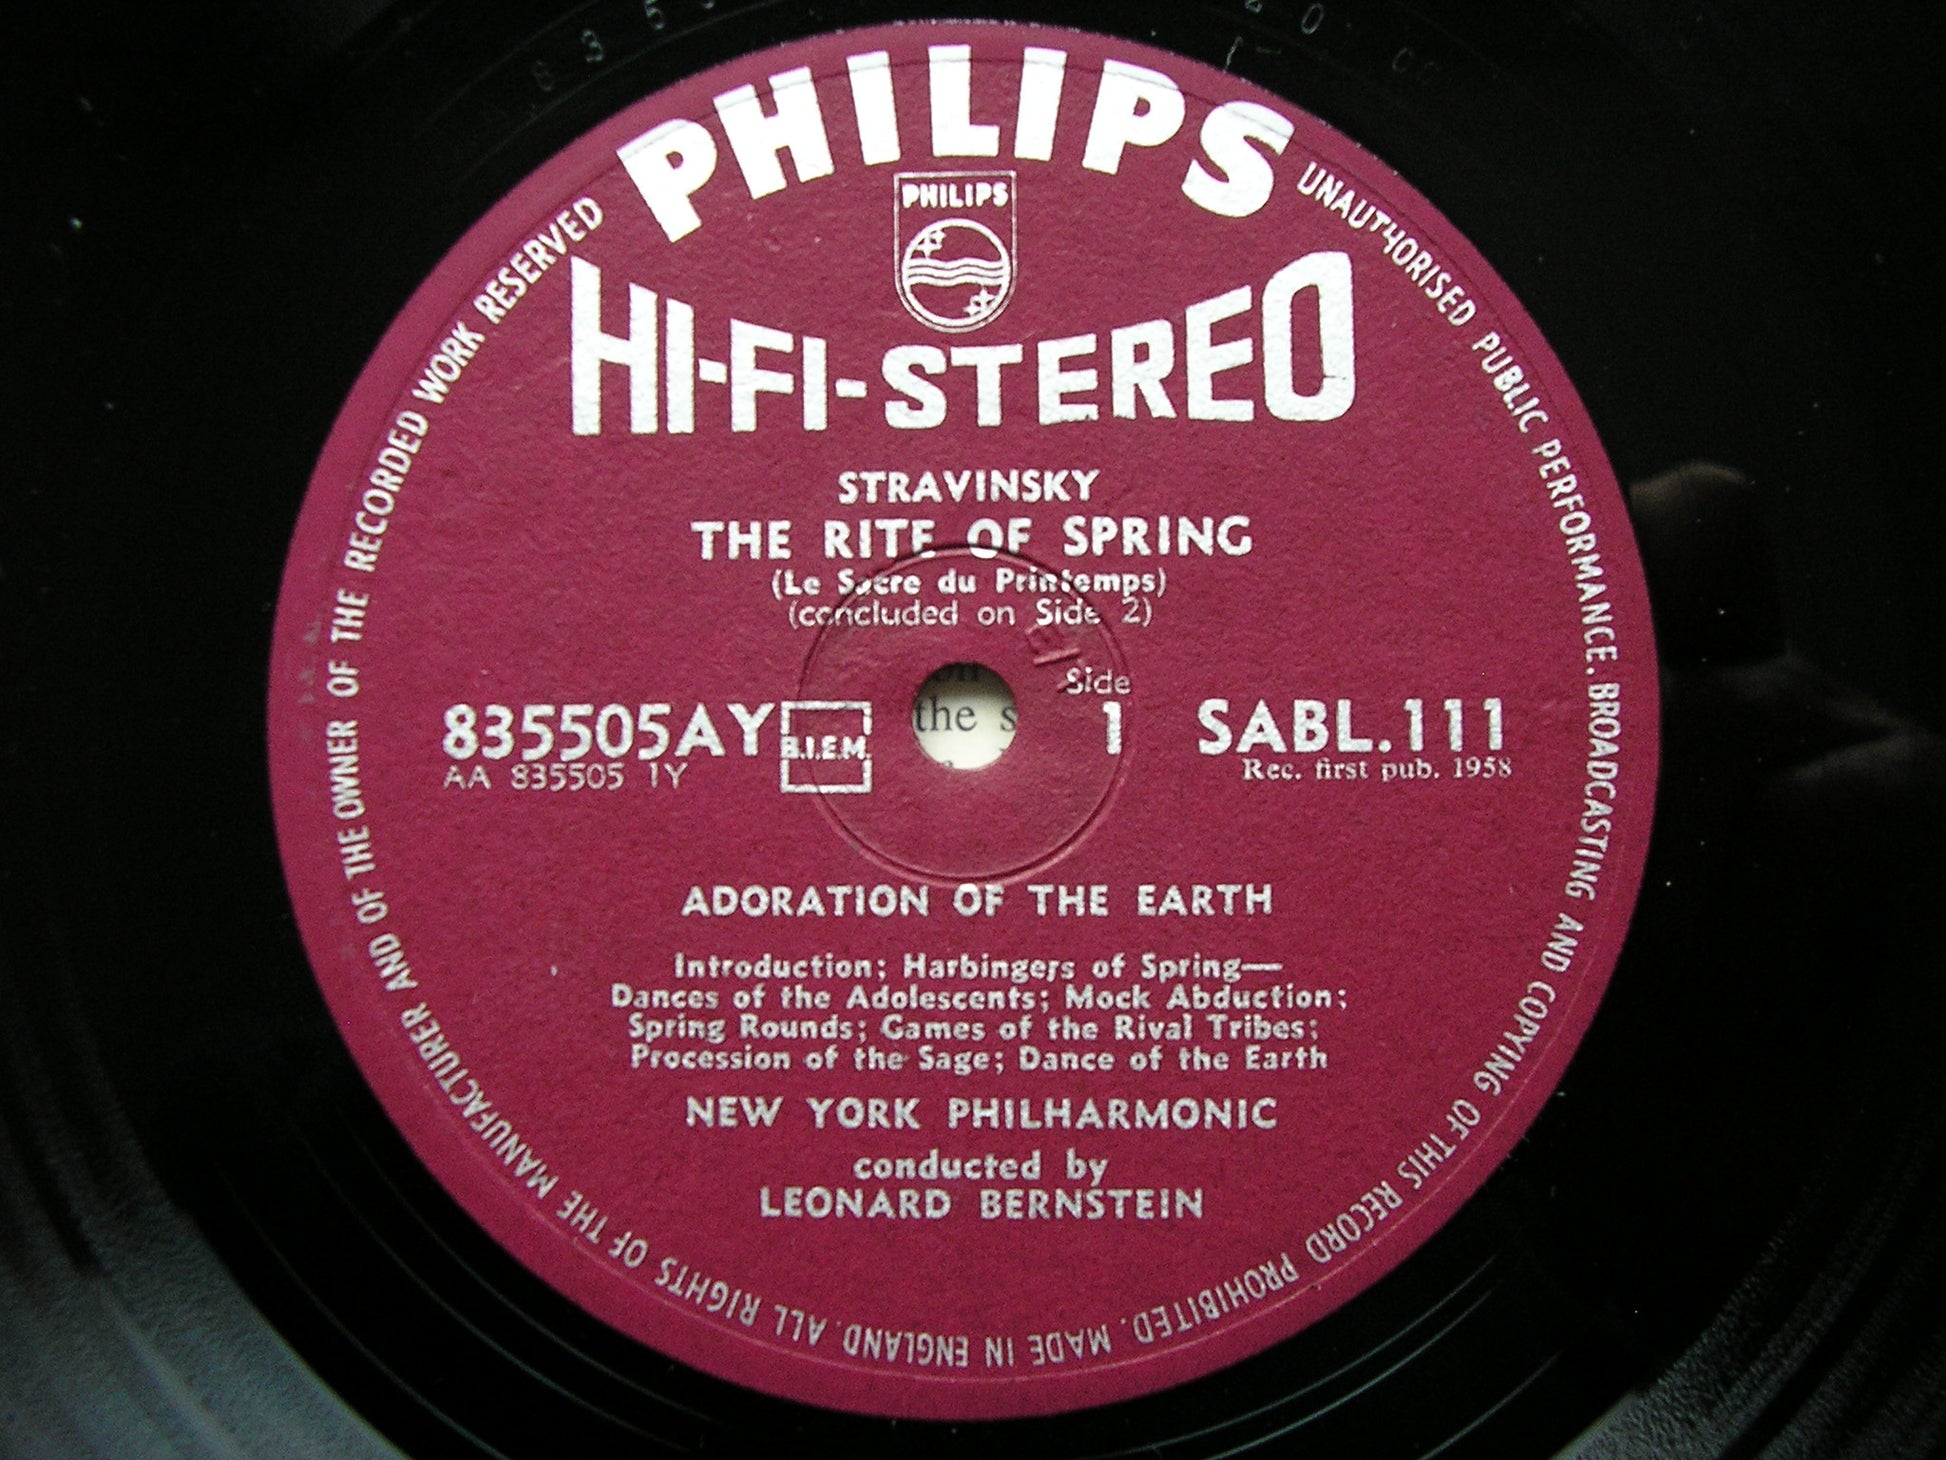 PHILIPS
PHILIPS
HI-FI-STEREO
STRAVINSKY
THE RITE OF SPRING
(Le Sacre du Printemps)
(concluded on Side 2)
835505AY
AA 835505 1Y
B.I.E.M.
on
the s
Side
1
SABL.111
Rec. first pub. 1958
ADORATION OF THE EARTH
Introduction; Harbingers of Spring—
Dances of the Adolescents; Mock Abduction;
Spring Rounds; Games of the Rival Tribes;
Procession of the Sage; Dance of the Earth
NEW YORK PHILHARMONIC
conducted by
LEONARD BERNSTEIN
ALL RIGHTS OF THE MANUFACTURER AND OF THE OWNER OF THE RECORDED WORK RESERVED
UNAUTHORISED PUBLIC PERFORMANCE. BROADCASTING AND COPYING OF THIS RECORD PROHIBITED. MADE IN ENGLAND.